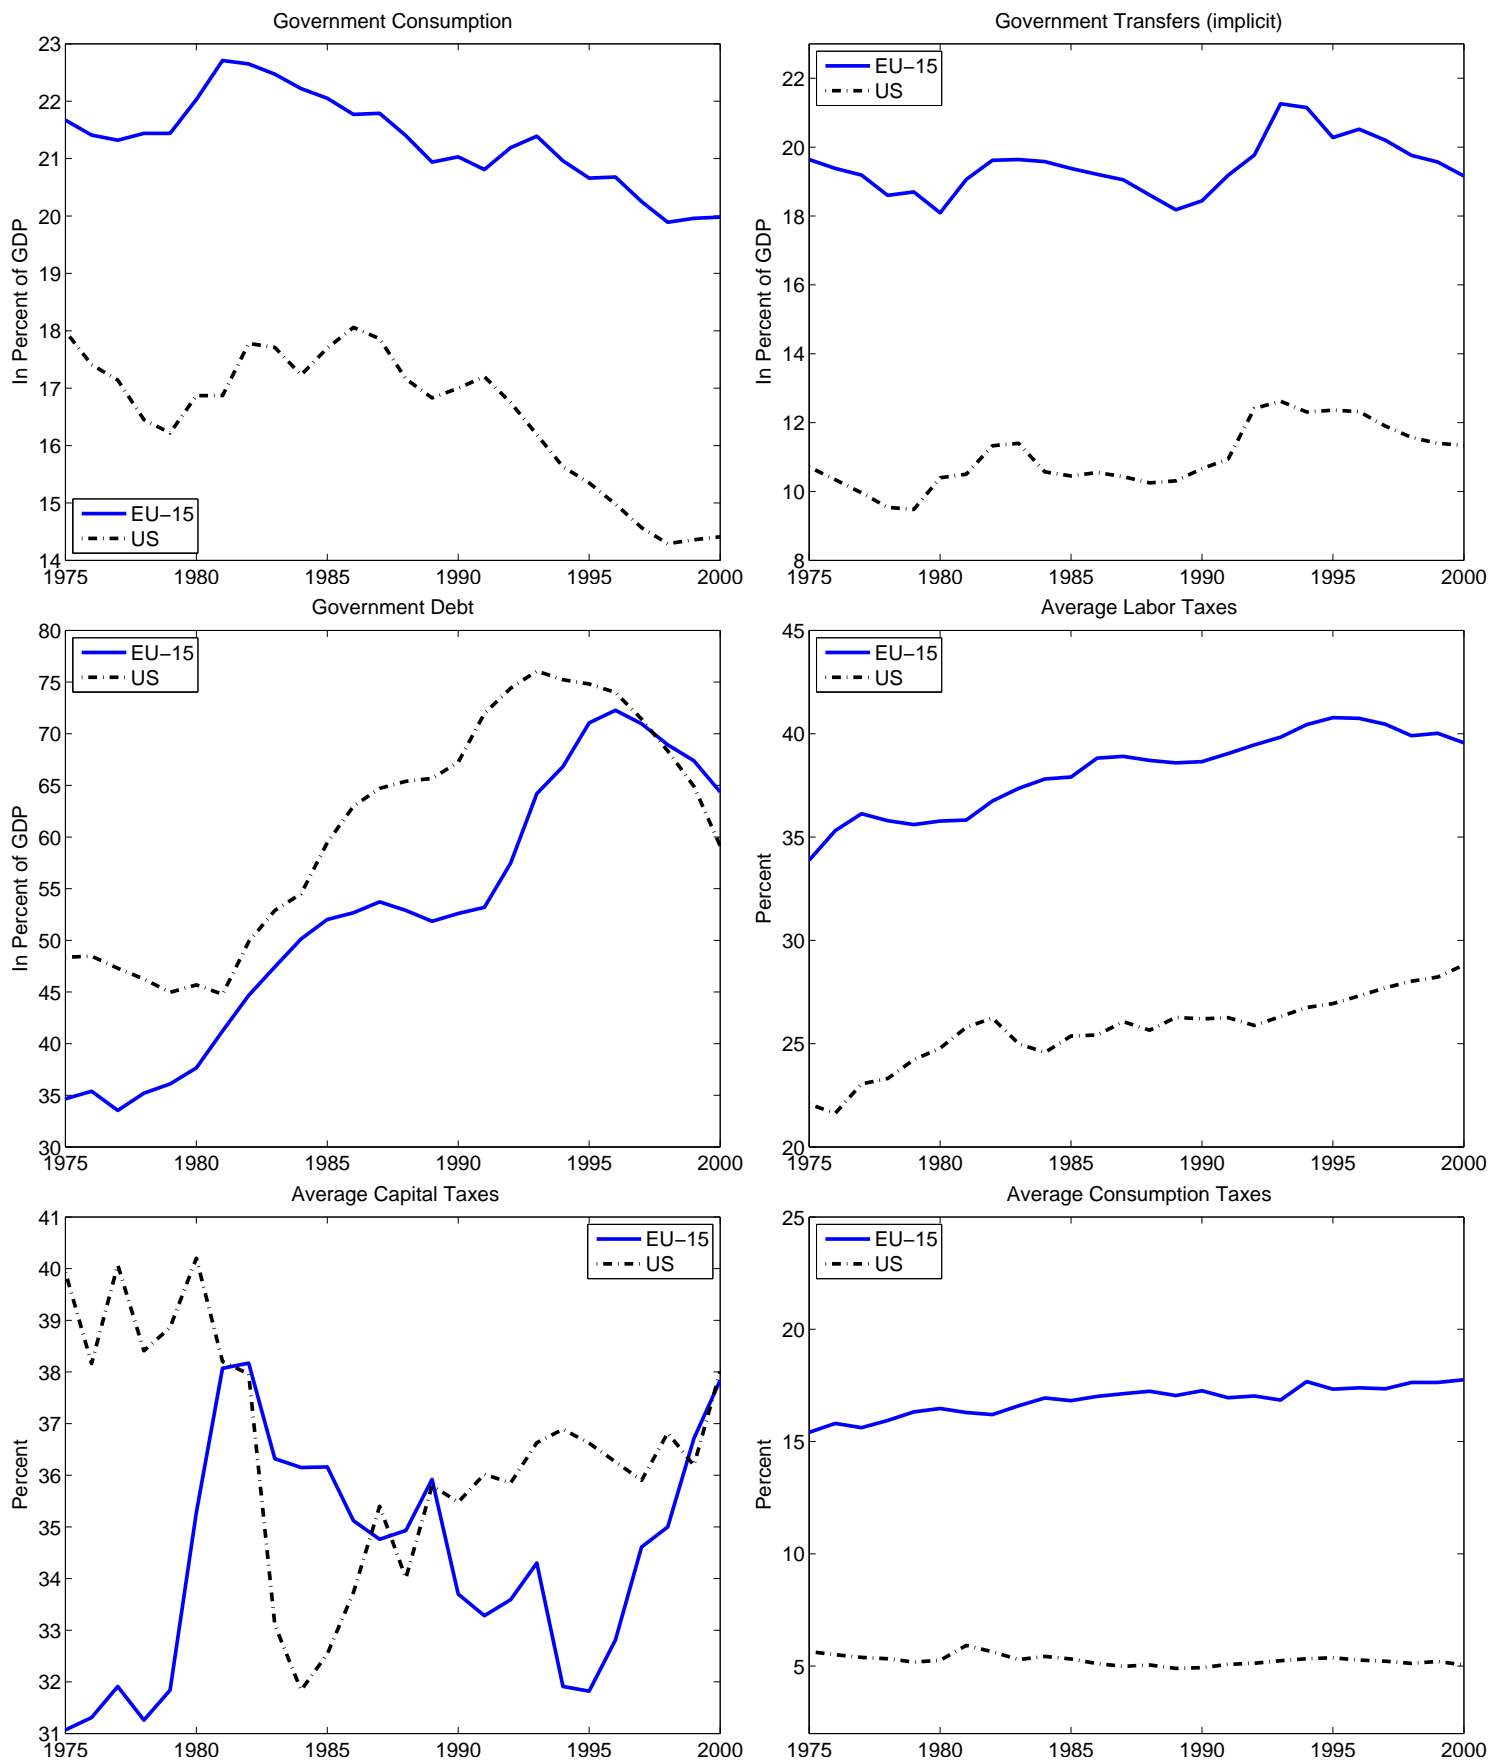 Government Consumption
In Percent of GDP
23
22
21
20
19
18
17
16
15
14
EU–15
US
1975 1980 1985 1990 1995 2000
Government Transfers (implicit)
In Percent of GDP
22
20
18
16
14
12
10
8
EU–15
US
1975 1980 1985 1990 1995 2000
Government Debt
In Percent of GDP
80
75
70
65
60
55
50
45
40
35
30
EU–15
US
1975 1980 1985 1990 1995 2000
Average Labor Taxes
Percent
45
40
35
30
25
20
EU–15
US
1975 1980 1985 1990 1995 2000
Average Capital Taxes
Percent
41
40
39
38
37
36
35
34
33
32
31
EU–15
US
1975 1980 1985 1990 1995 2000
Average Consumption Taxes
Percent
25
20
15
10
5
EU–15
US
1975 1980 1985 1990 1995 2000